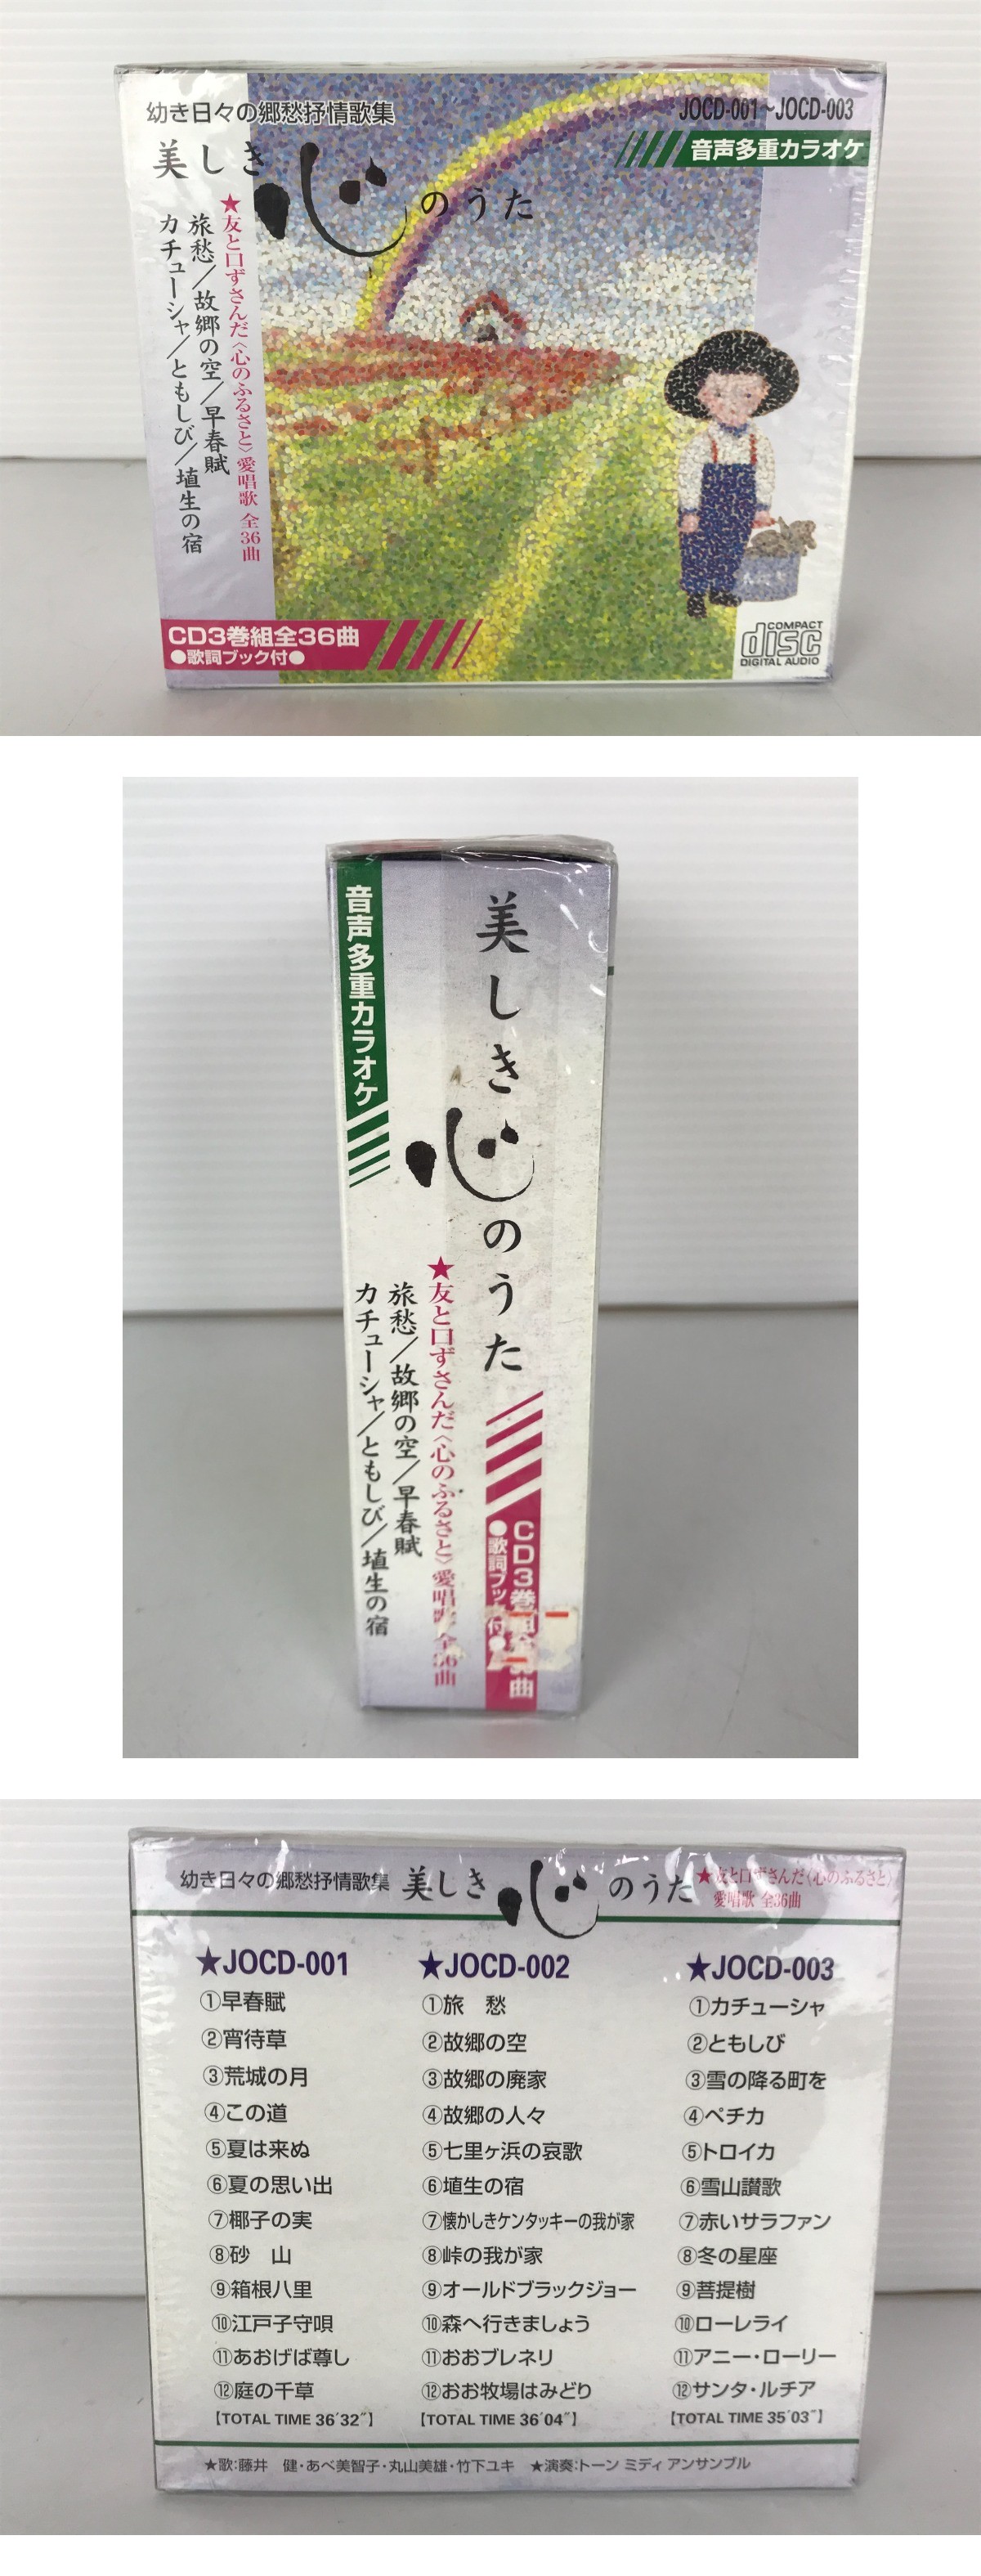 幼き日々の郷愁抒情歌集
JOCD-001～JOCD-003
音声多重カラオケ
美しき心のうた
★友と口ずさんだ〈心のふるさと〉愛唱歌 全36曲
旅愁／故郷の空／早春賦
カチューシャ／ともしび／埴生の宿
CD3巻組全36曲
●歌詞ブック付●
COMPACT
disc
DIGITAL AUDIO
音声多重カラオケ
美しき心のうた
★友と口ずさんだ〈心のふるさと〉愛唱歌 全36曲
旅愁／故郷の空／早春賦
カチューシャ／ともしび／埴生の宿
CD3巻組全36曲
●歌詞ブック付●
幼き日々の郷愁抒情歌集 美しき心のうた
★友と口ずさんだ〈心のふるさと〉
愛唱歌 全36曲
★JOCD-001
①早春賦
②宵待草
③荒城の月
④この道
⑤夏は来ぬ
⑥夏の思い出
⑦椰子の実
⑧砂　山
⑨箱根八里
⑩江戸子守唄
⑪あおげば尊し
⑫庭の千草
【TOTAL TIME 36′32″】
★JOCD-002
①旅　愁
②故郷の空
③故郷の廃家
④故郷の人々
⑤七里ヶ浜の哀歌
⑥埴生の宿
⑦懐かしきケンタッキーの我が家
⑧峠の我が家
⑨オールドブラックジョー
⑩森へ行きましょう
⑪おおブレネリ
⑫おお牧場はみどり
【TOTAL TIME 36′04″】
★JOCD-003
①カチューシャ
②ともしび
③雪の降る町を
④ペチカ
⑤トロイカ
⑥雪山讃歌
⑦赤いサラファン
⑧冬の星座
⑨菩提樹
⑩ローレライ
⑪アニー・ローリー
⑫サンタ・ルチア
【TOTAL TIME 35′03″】
★歌：藤井　健・あべ美智子・丸山美雄・竹下ユキ　★演奏：トーン ミディ アンサンブル